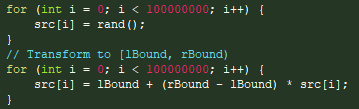 for (int i = 0; i < 100000000; i++) {
src[i] = rand();
}
// Transform to [lBound, rBound)
for (int i = 0; i < 100000000; i++) {
src[i] = lBound + (rBound - lBound) * src[i];
}